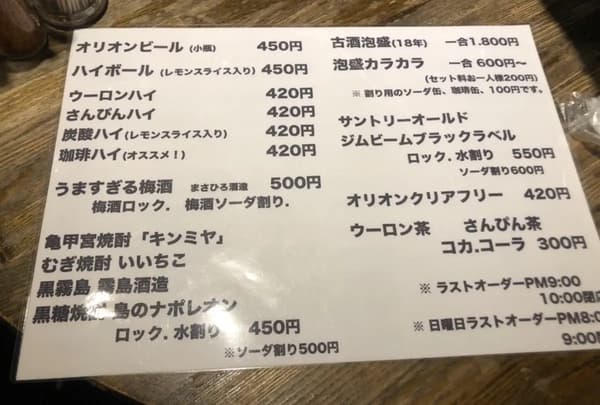 オリオンビール (小瓶) 450円
ハイボール (レモンスライス入り) 450円
ウーロンハイ 420円
さんぴんハイ 420円
炭酸ハイ(レモンスライス入り) 420円
珈琲ハイ(オススメ!) 420円
うますぎる梅酒 まさひろ酒造 500円
梅酒ロック. 梅酒ソーダ割り.
亀甲宮焼酎「キンミヤ」
むぎ焼酎 いいちこ
黒霧島 霧島酒造
黒糖焼酎 島のナポレオン
ロック. 水割り 450円
※ソーダ割り500円
古酒泡盛(18年) 一合1.800円
泡盛カラカラ 一合 600円~
(セット料お一人様200円)
※ 割り用のソーダ缶、珈琲缶、100円です。
サントリーオールド
ジムビームブラックラベル
ロック. 水割り 550円
ソーダ割り600円
オリオンクリアフリー 420円
ウーロン茶 さんぴん茶
コカ.コーラ 300円
※ ラストオーダーPM9:00
10:00閉店
※ 日曜日ラストオーダーPM8:0
9:00